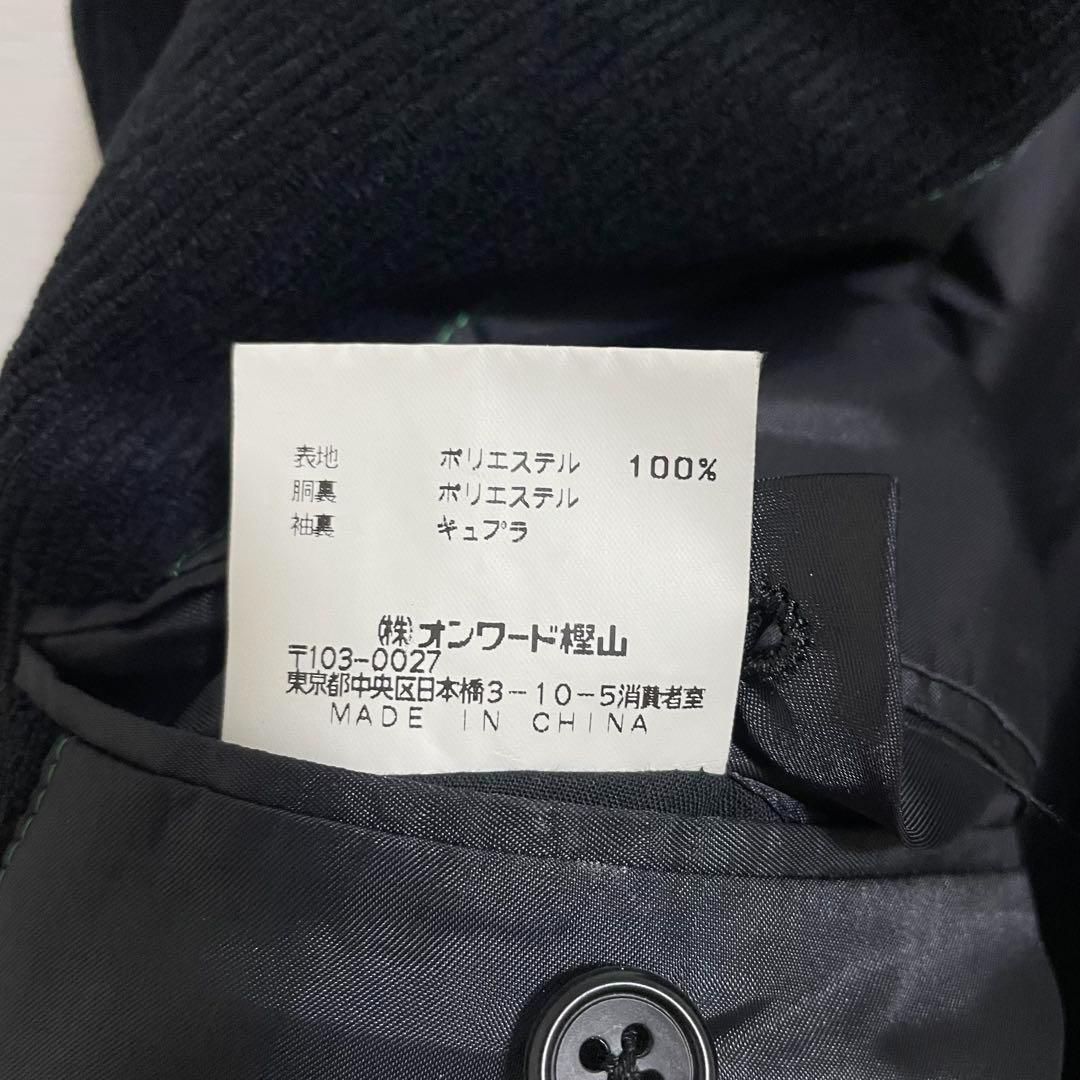 表地 ポリエステル 100%
胴裏 ポリエステル
袖裏 キュプラ
㈱オンワード樫山
〒103-0027
東京都中央区日本橋3-10-5消費者室
MADE IN CHINA